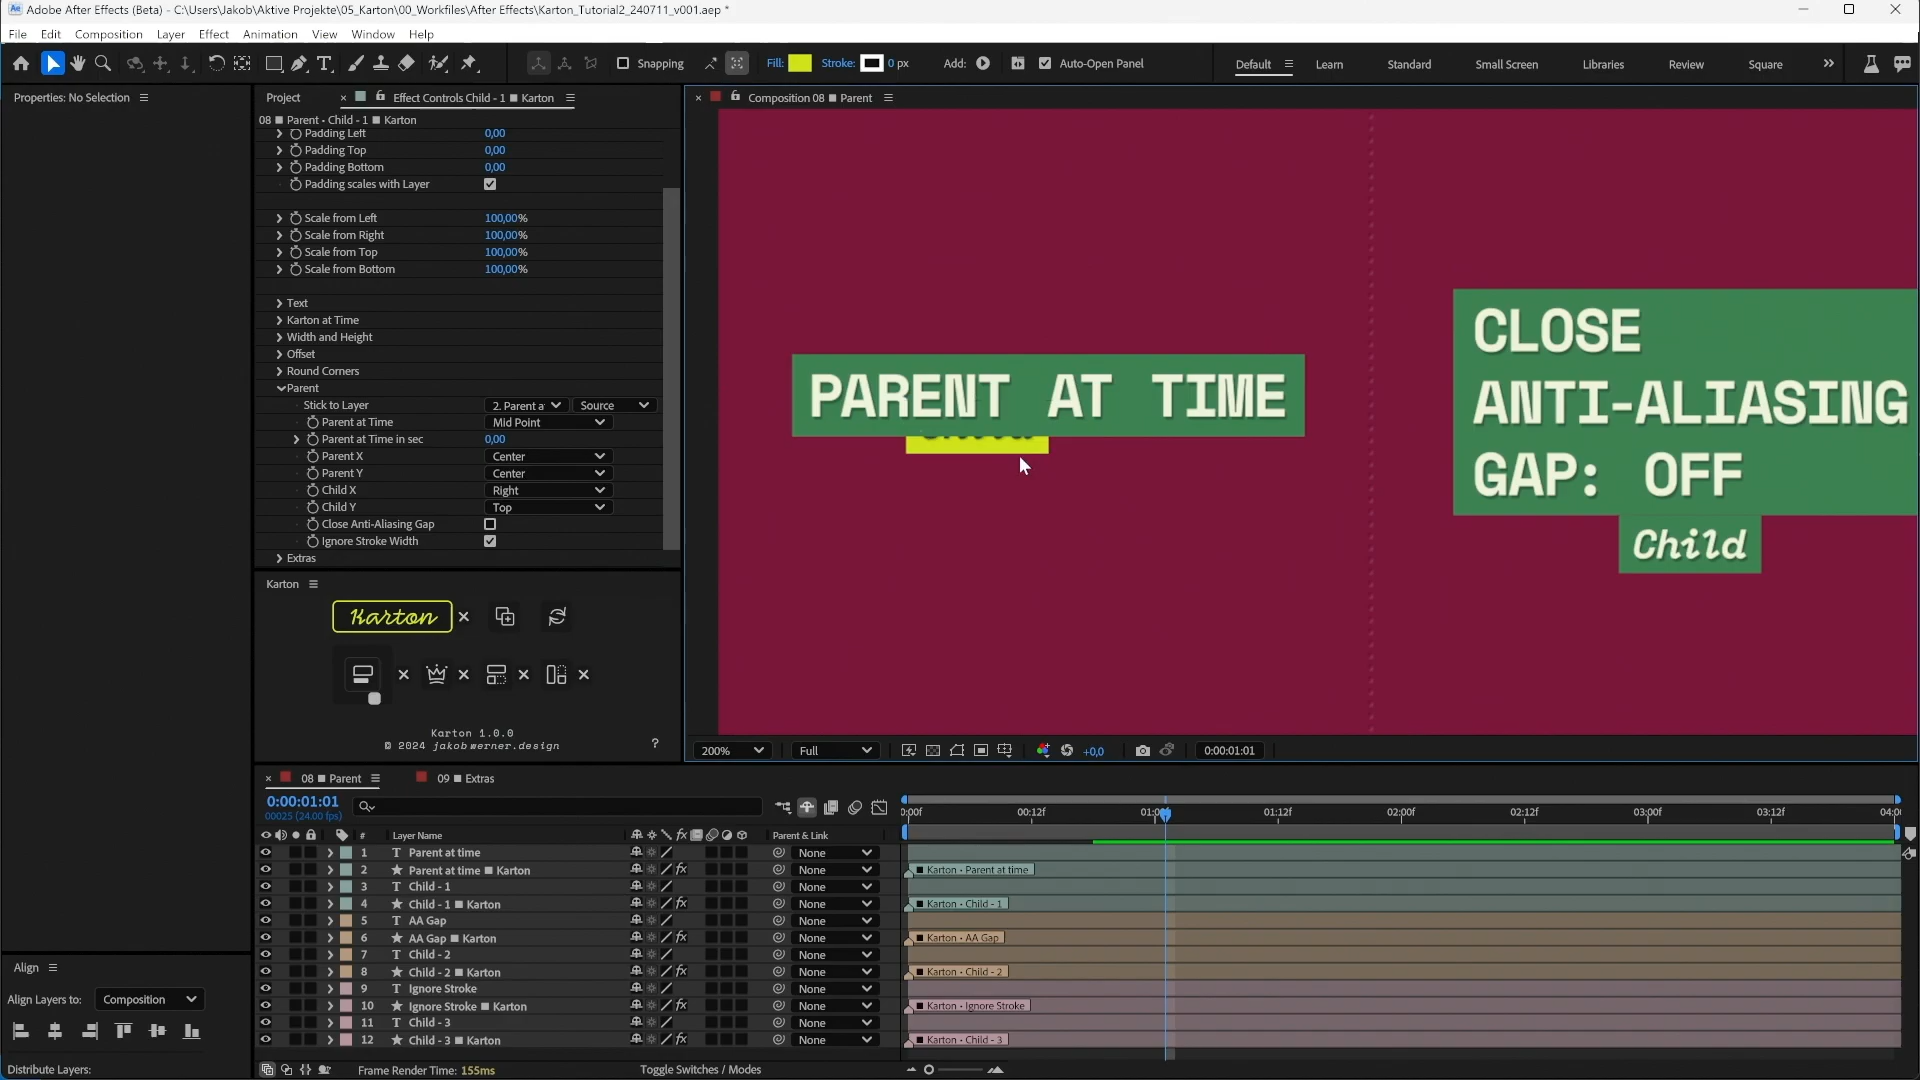 Adobe After Effects (Beta) - C:\Users\Jakob\Aktive Projekte\05_Karton\00_Workfiles\After Effects\Karton_Tutorial2_240711_v001.aep *
File Edit Composition Layer Effect Animation View Window Help
Snapping Fill: Stroke: 0 px Add: Auto-Open Panel Default Learn Standard Small Screen Libraries Review Square
Properties: No Selection
Project Effect Controls Child - 1 ■ Karton
08 ■ Parent • Child - 1 ■ Karton
Padding Left 0,00
Padding Top 0,00
Padding Bottom 0,00
Padding scales with Layer
Scale from Left 100,00%
Scale from Right 100,00%
Scale from Top 100,00%
Scale from Bottom 100,00%
Text
Karton at Time
Width and Height
Offset
Round Corners
Parent
Stick to Layer 2. Parent a Source
Parent at Time Mid Point
Parent at Time in sec 0,00
Parent X Center
Parent Y Center
Child X Right
Child Y Top
Close Anti-Aliasing Gap
Ignore Stroke Width
Extras
Karton
Karton
Karton 1.0.0
© 2024 jakobwerner.design
?
Composition 08 ■ Parent
PARENT AT TIME
CLOSE
ANTI-ALIASING
GAP: OFF
Child
200% Full +0,0 0:00:01:01
08 ■ Parent 09 ■ Extras
0:00:01:01
00025 (24.00 fps)
00f 00:12f 01:12f 02:00f 02:12f 03:00f 03:12f
# Layer Name Parent & Link
1 T Parent at time None
2 Parent at time ■ Karton None Karton • Parent at time
3 T Child - 1 None
4 Child - 1 ■ Karton None Karton • Child - 1
5 T AA Gap None
6 AA Gap ■ Karton None Karton • AA Gap
7 T Child - 2 None
8 Child - 2 ■ Karton None Karton • Child - 2
9 T Ignore Stroke None
10 Ignore Stroke ■ Karton None Karton • Ignore Stroke
11 T Child - 3 None
12 Child - 3 ■ Karton None Karton • Child - 3
Frame Render Time: 155ms Toggle Switches / Modes
Align
Align Layers to: Composition
Distribute Layers: